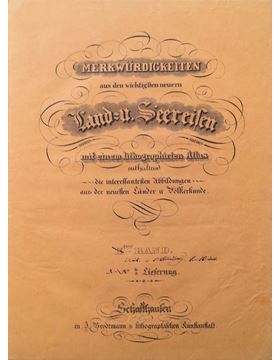 MERKWÜRDIGKEITEN
aus den wichtigsten neuern
Land- u. Seereisen
mit einem lithographirten Atlas
enthaltend
die interessantesten Abbildungen
aus der neuesten Länder u Völkerkunde.
BAND.
Lieferung.
Schaffhausen
in J. Brodtmann's lithographischen Kunstanstalt.